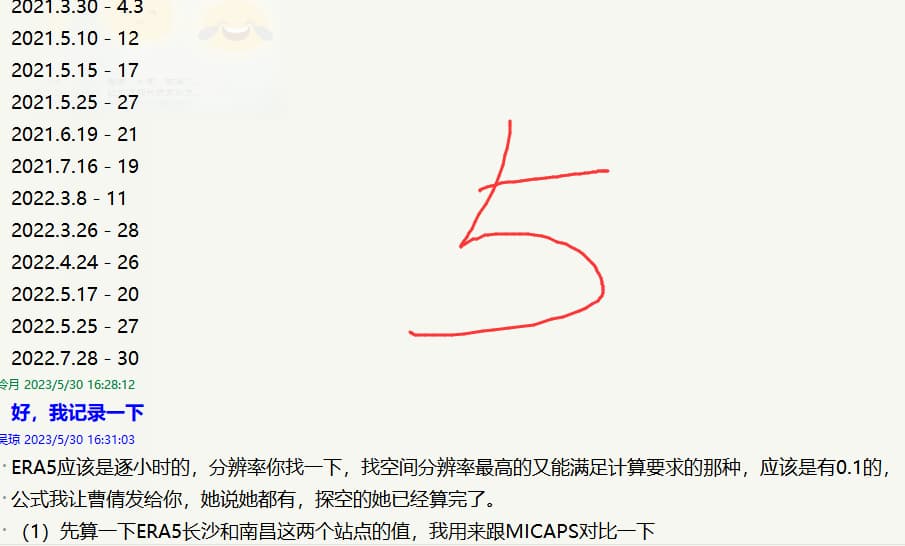 2021.3.30 - 4.3
2021.5.10 - 12
2021.5.15 - 17
2021.5.25 - 27
2021.6.19 - 21
2021.7.16 - 19
2022.3.8 - 11
2022.3.26 - 28
2022.4.24 - 26
2022.5.17 - 20
2022.5.25 - 27
2022.7.28 - 30
5
月 2023/5/30 16:28:12
好，我记录一下
吴琼 2023/5/30 16:31:03
ERA5应该是逐小时的，分辨率你找一下，找空间分辨率最高的又能满足计算要求的那种，应该是有0.1的，
公式我让曹倩发给你，她说她都有，探空的她已经算完了。
（1）先算一下ERA5长沙和南昌这两个站点的值，我用来跟MICAPS对比一下